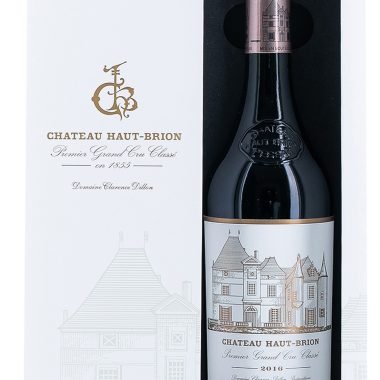 CHATEAU HAUT-BRION
Premier Grand Cru Classé
en 1855
Domaine Clarence Dillon
CHATEAU HAUT-BRION
Premier Grand Cru Classé
2016